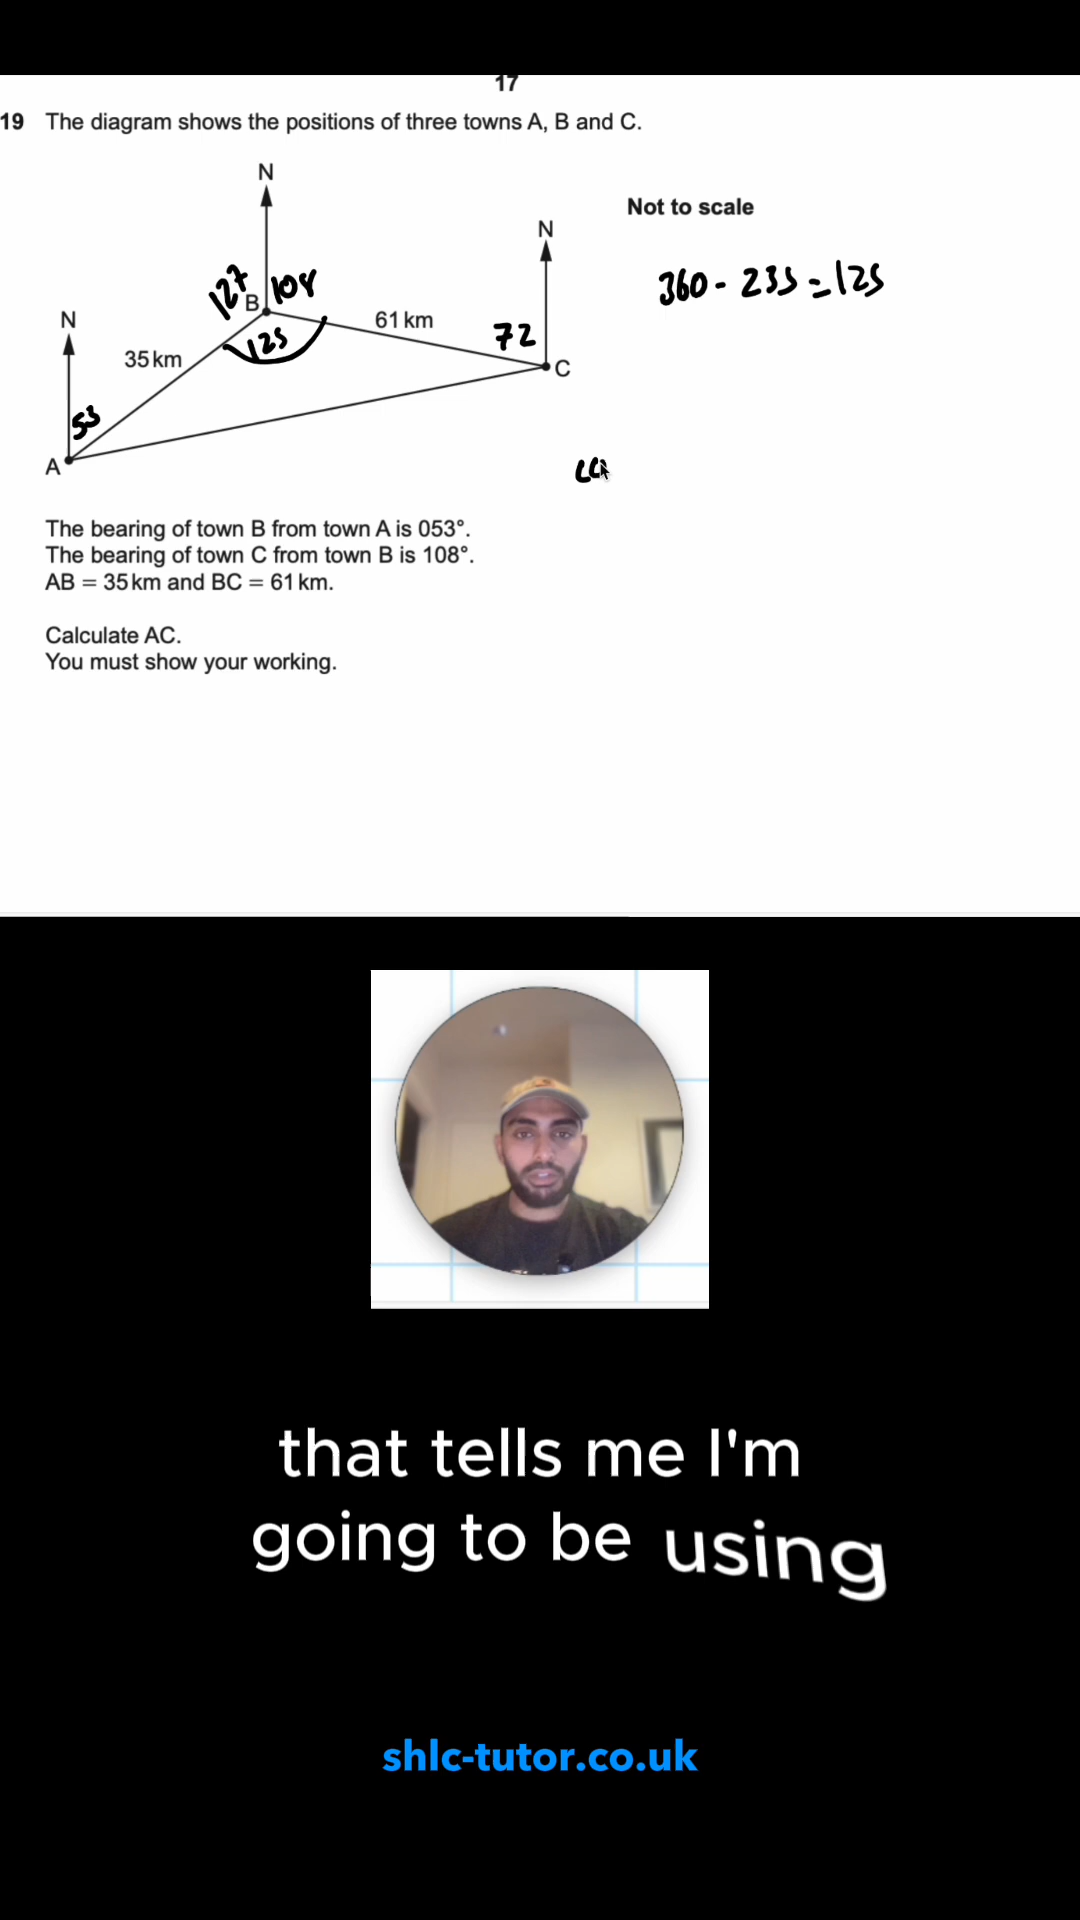 17
19 The diagram shows the positions of three towns A, B and C.
N
Not to scale
N
360 - 235 = 125
127
108
B
N
61 km
125
72
35 km
C
53
A
The bearing of town B from town A is 053°.
The bearing of town C from town B is 108°.
AB = 35 km and BC = 61 km.
Calculate AC.
You must show your working.
that tells me I'm
going to be using
shlc-tutor.co.uk